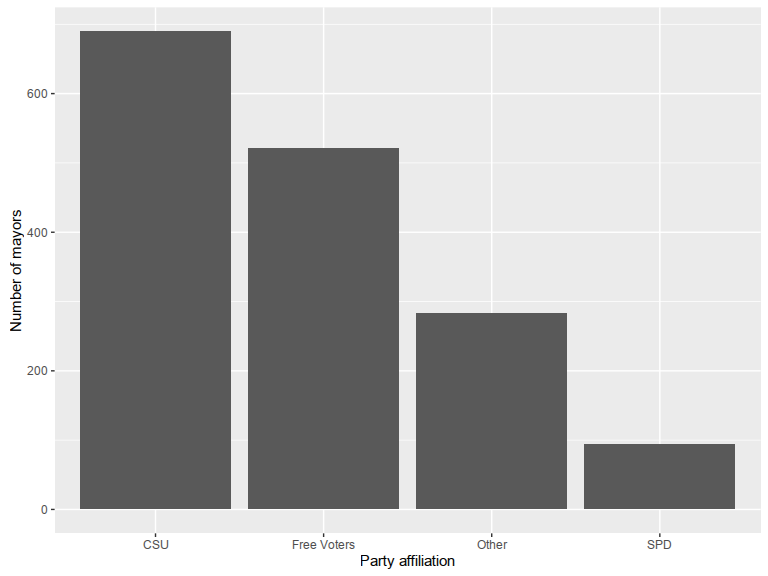 600
400
200
0
Number of mayors
CSU
Free Voters
Other
SPD
Party affiliation